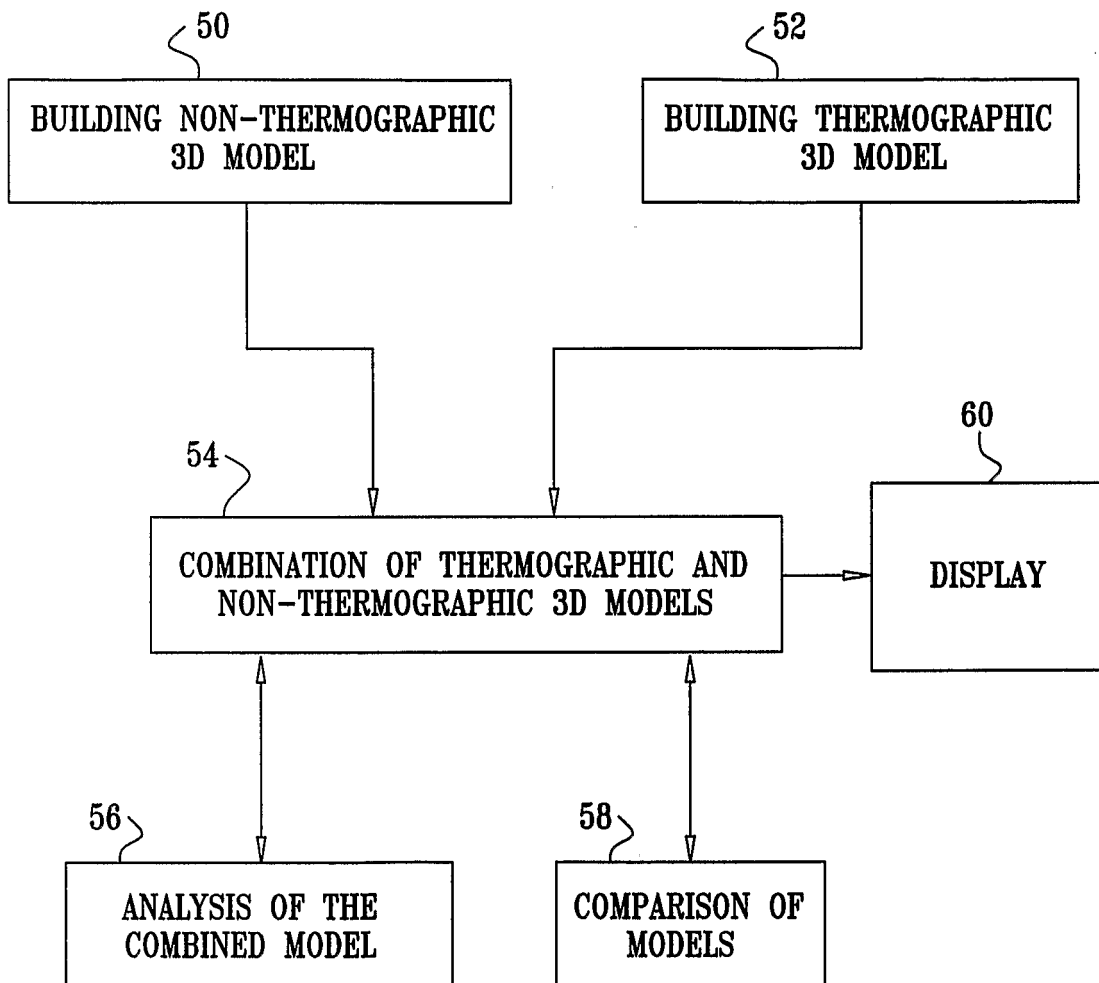 50
52
BUILDING NON-THERMOGRAPHIC
3D MODEL
BUILDING THERMOGRAPHIC
3D MODEL
54
60
COMBINATION OF THERMOGRAPHIC AND
NON-THERMOGRAPHIC 3D MODELS
DISPLAY
56
58
ANALYSIS OF THE
COMBINED MODEL
COMPARISON OF
MODELS